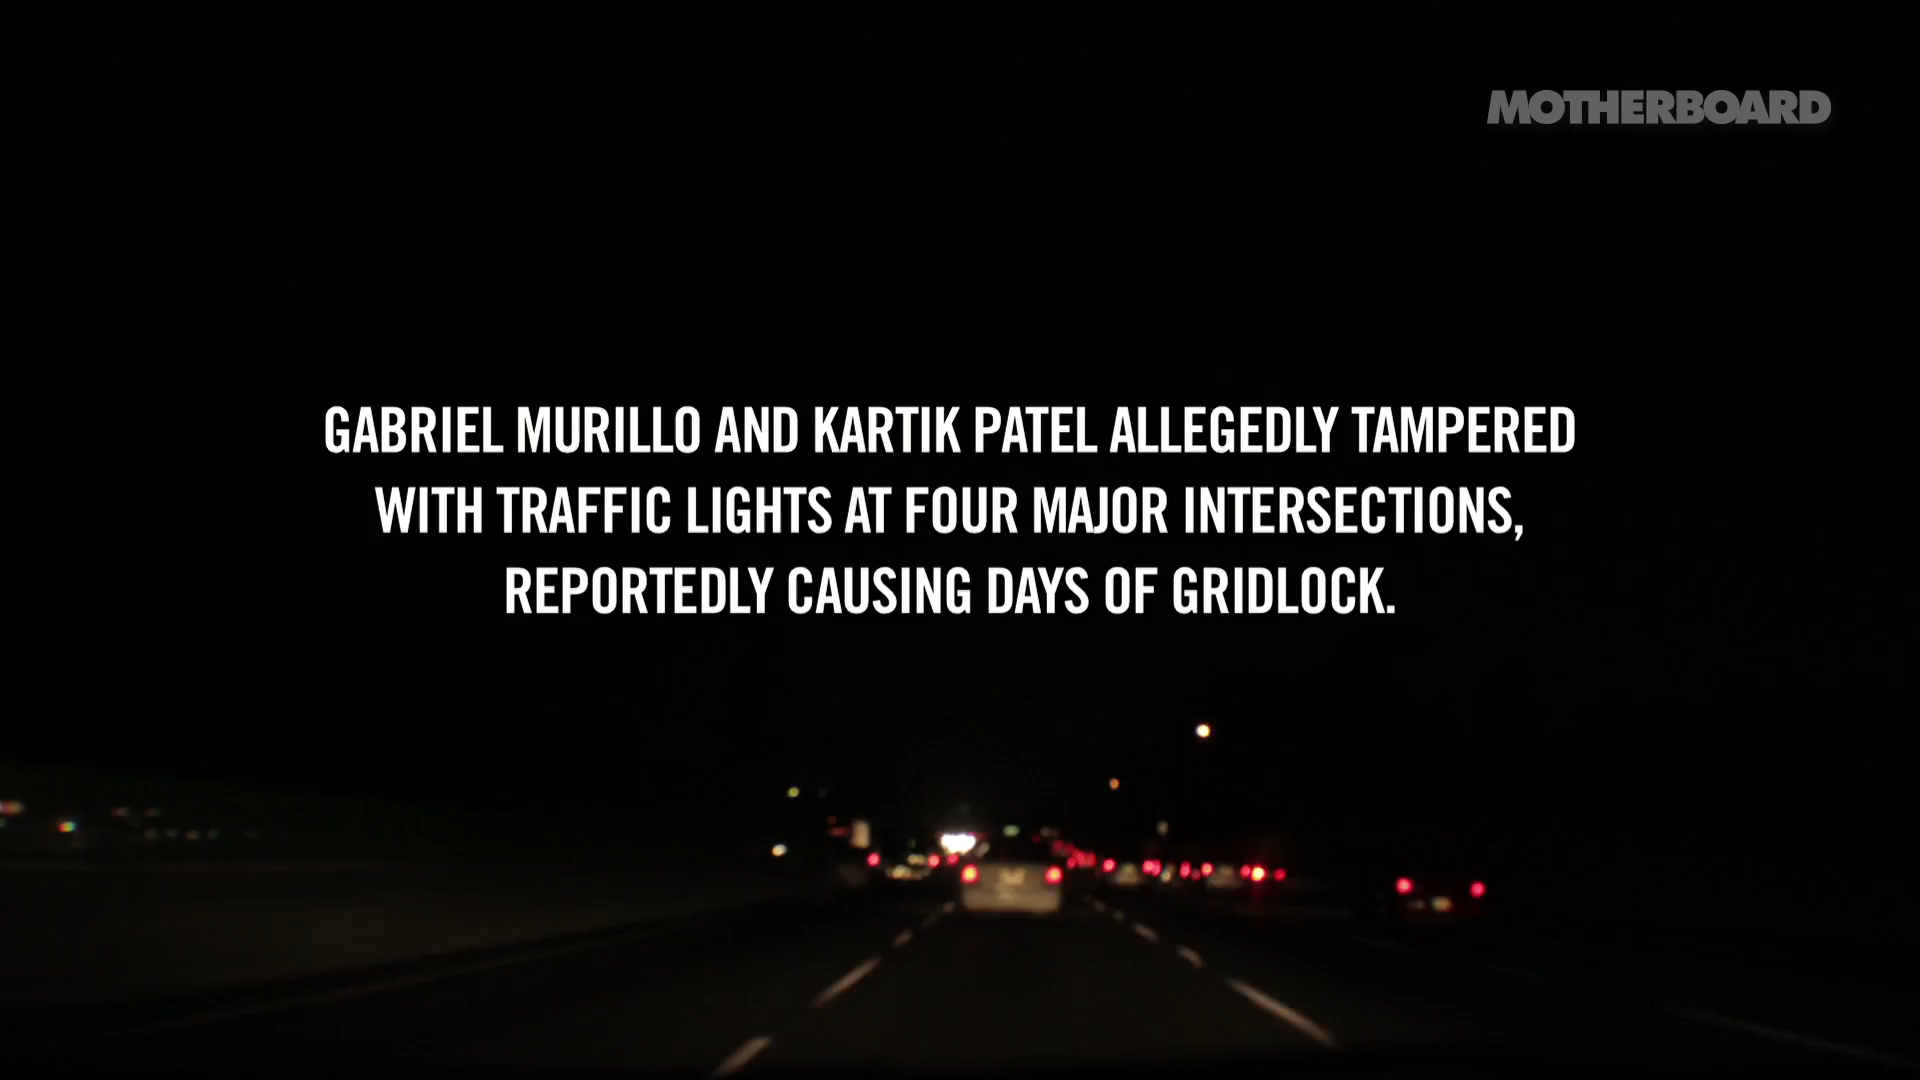 MOTHERBOARD
GABRIEL MURILLO AND KARTIK PATEL ALLEGEDLY TAMPERED
WITH TRAFFIC LIGHTS AT FOUR MAJOR INTERSECTIONS,
REPORTEDLY CAUSING DAYS OF GRIDLOCK.